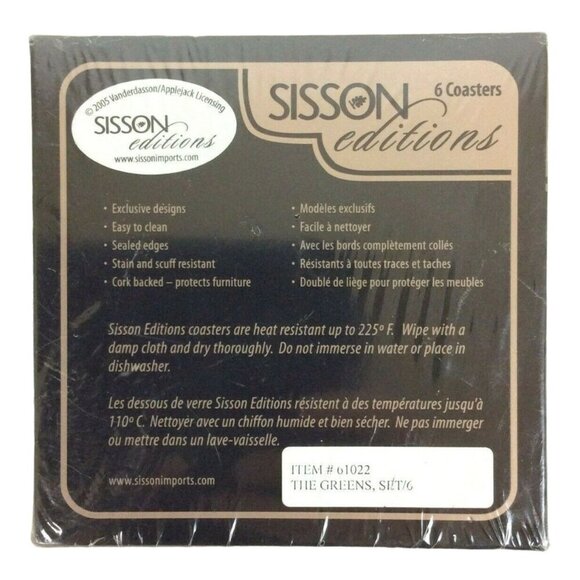 © 2005 Vanderdasson/Applejack Licensing
SISSON
editions
www.sissonimports.com
SISSON
editions
6 Coasters
· Exclusive designs
· Easy to clean
· Sealed edges
· Stain and scuff resistant
· Cork backed – protects furniture
· Modèles exclusifs
· Facile à nettoyer
· Avec les bords complètement collés
· Résistants à toutes traces et taches
· Doublé de liège pour protéger les meubles
Sisson Editions coasters are heat resistant up to 225º F. Wipe with a
damp cloth and dry thoroughly. Do not immerse in water or place in
dishwasher.
Les dessous de verre Sisson Editions résistent à des températures jusqu'à
110º C. Nettoyer avec un chiffon humide et bien sécher. Ne pas immerger
ou mettre dans un lave-vaisselle.
www.sissonimports.com
ITEM # 61022
THE GREENS, SET/6